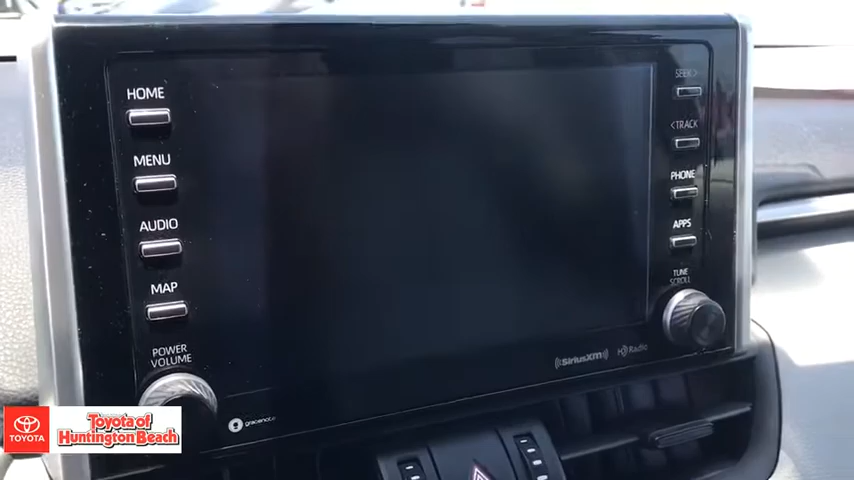 HOME
MENU
AUDIO
MAP
POWER
VOLUME
SEEK >
< TRACK
PHONE
APPS
TUNE
SCROLL
((SiriusXM))
HD Radio
gracenote
TOYOTA
Toyota of
Huntington Beach